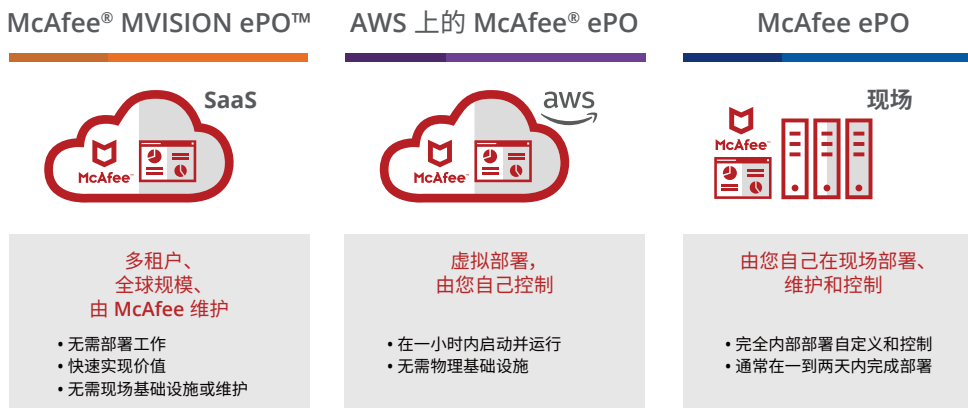 McAfee® MVISION ePO™
SaaS
McAfee™
多租户、
全球规模、
由 McAfee 维护
• 无需部署工作
• 快速实现价值
• 无需现场基础设施或维护
AWS 上的 McAfee® ePO
aws
McAfee™
虚拟部署，
由您自己控制
• 在一小时内启动并运行
• 无需物理基础设施
McAfee ePO
现场
McAfee™
由您自己在现场部署、
维护和控制
• 完全内部部署自定义和控制
• 通常在一到两天内完成部署